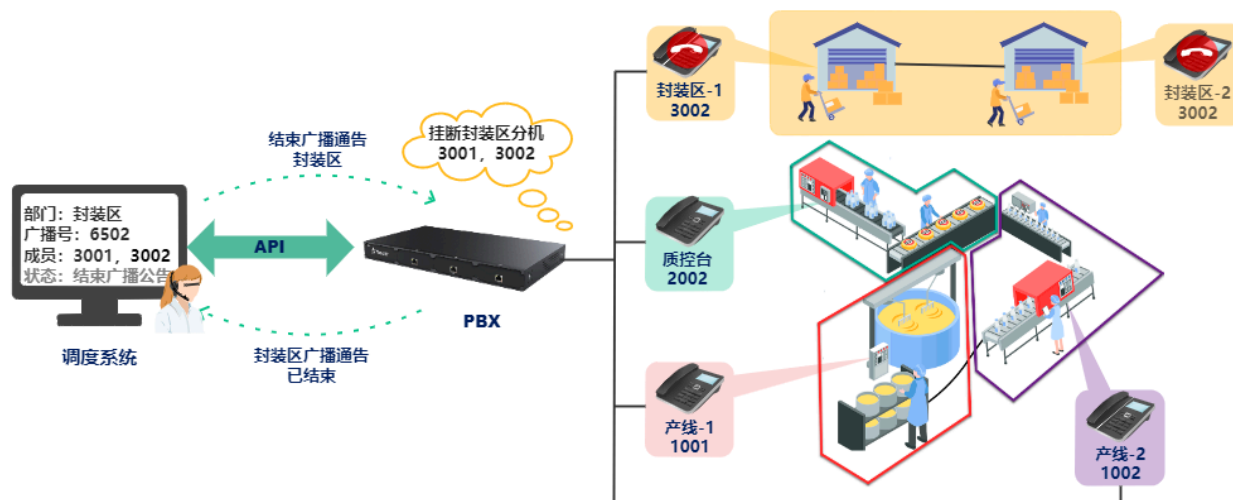 封装区-1
3002
封装区-2
3002
挂断封装区分机
3001，3002
结束广播通告
封装区
部门：封装区
广播号：6502
成员：3001，3002
状态：结束广播公告
API
PBX
调度系统
封装区广播通告
已结束
质控台
2002
产线-1
1001
产线-2
1002